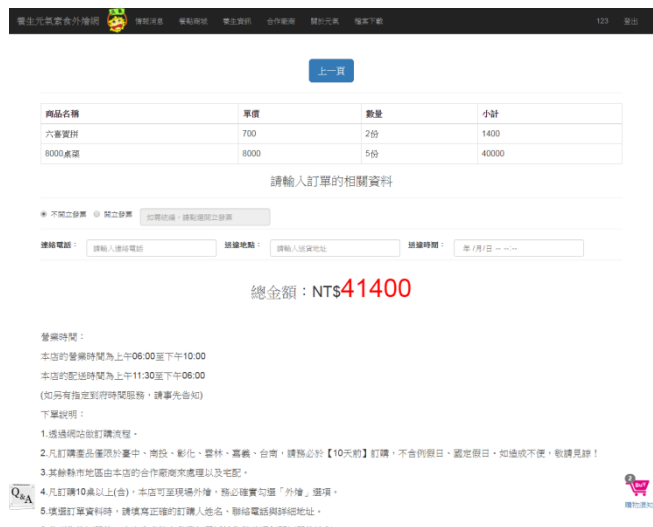 養生元氣素食外燴網 情報消息 餐點商城 養生資訊 合作廠商 關於元氣 檔案下載 123 登出
上一頁
商品名稱 單價 數量 小計
六喜賀拼 700 2份 1400
8000桌菜 8000 5份 40000
請輸入訂單的相關資料
不開立發票 開立發票 如需統編,請點選開立發票
連絡電話: 請輸入連絡電話 送達地點: 請輸入送貨地址 送達時間: 年/月/日 -- --:--
總金額:NT$41400
營業時間:
本店的營業時間為上午06:00至下午10:00
本店的配送時間為上午11:30至下午06:00
(如另有指定到府時間服務,請事先告知)
下單說明:
1.透過網站做訂購流程。
2.凡訂購產品僅限於臺中、南投、彰化、雲林、嘉義、台南,請務必於【10天前】訂購,不含例假日、國定假日。如造成不便,敬請見諒!
3.其餘縣市地區由本店的合作廠商來處理以及宅配。
4.凡訂購10桌以上(含),本店可至現場外燴,務必確實勾選「外燴」選項。
5.填選訂單資料時,請填寫正確的訂購人姓名、聯絡電話與詳細地址。
Q&A
2
BUY
購物須知